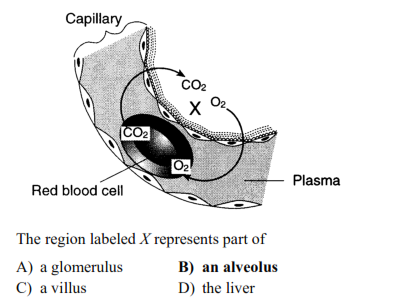 Capillary
CO₂
X O₂
CO₂
O₂
Red blood cell
Plasma
The region labeled X represents part of
A) a glomerulus B) an alveolus
C) a villus D) the liver